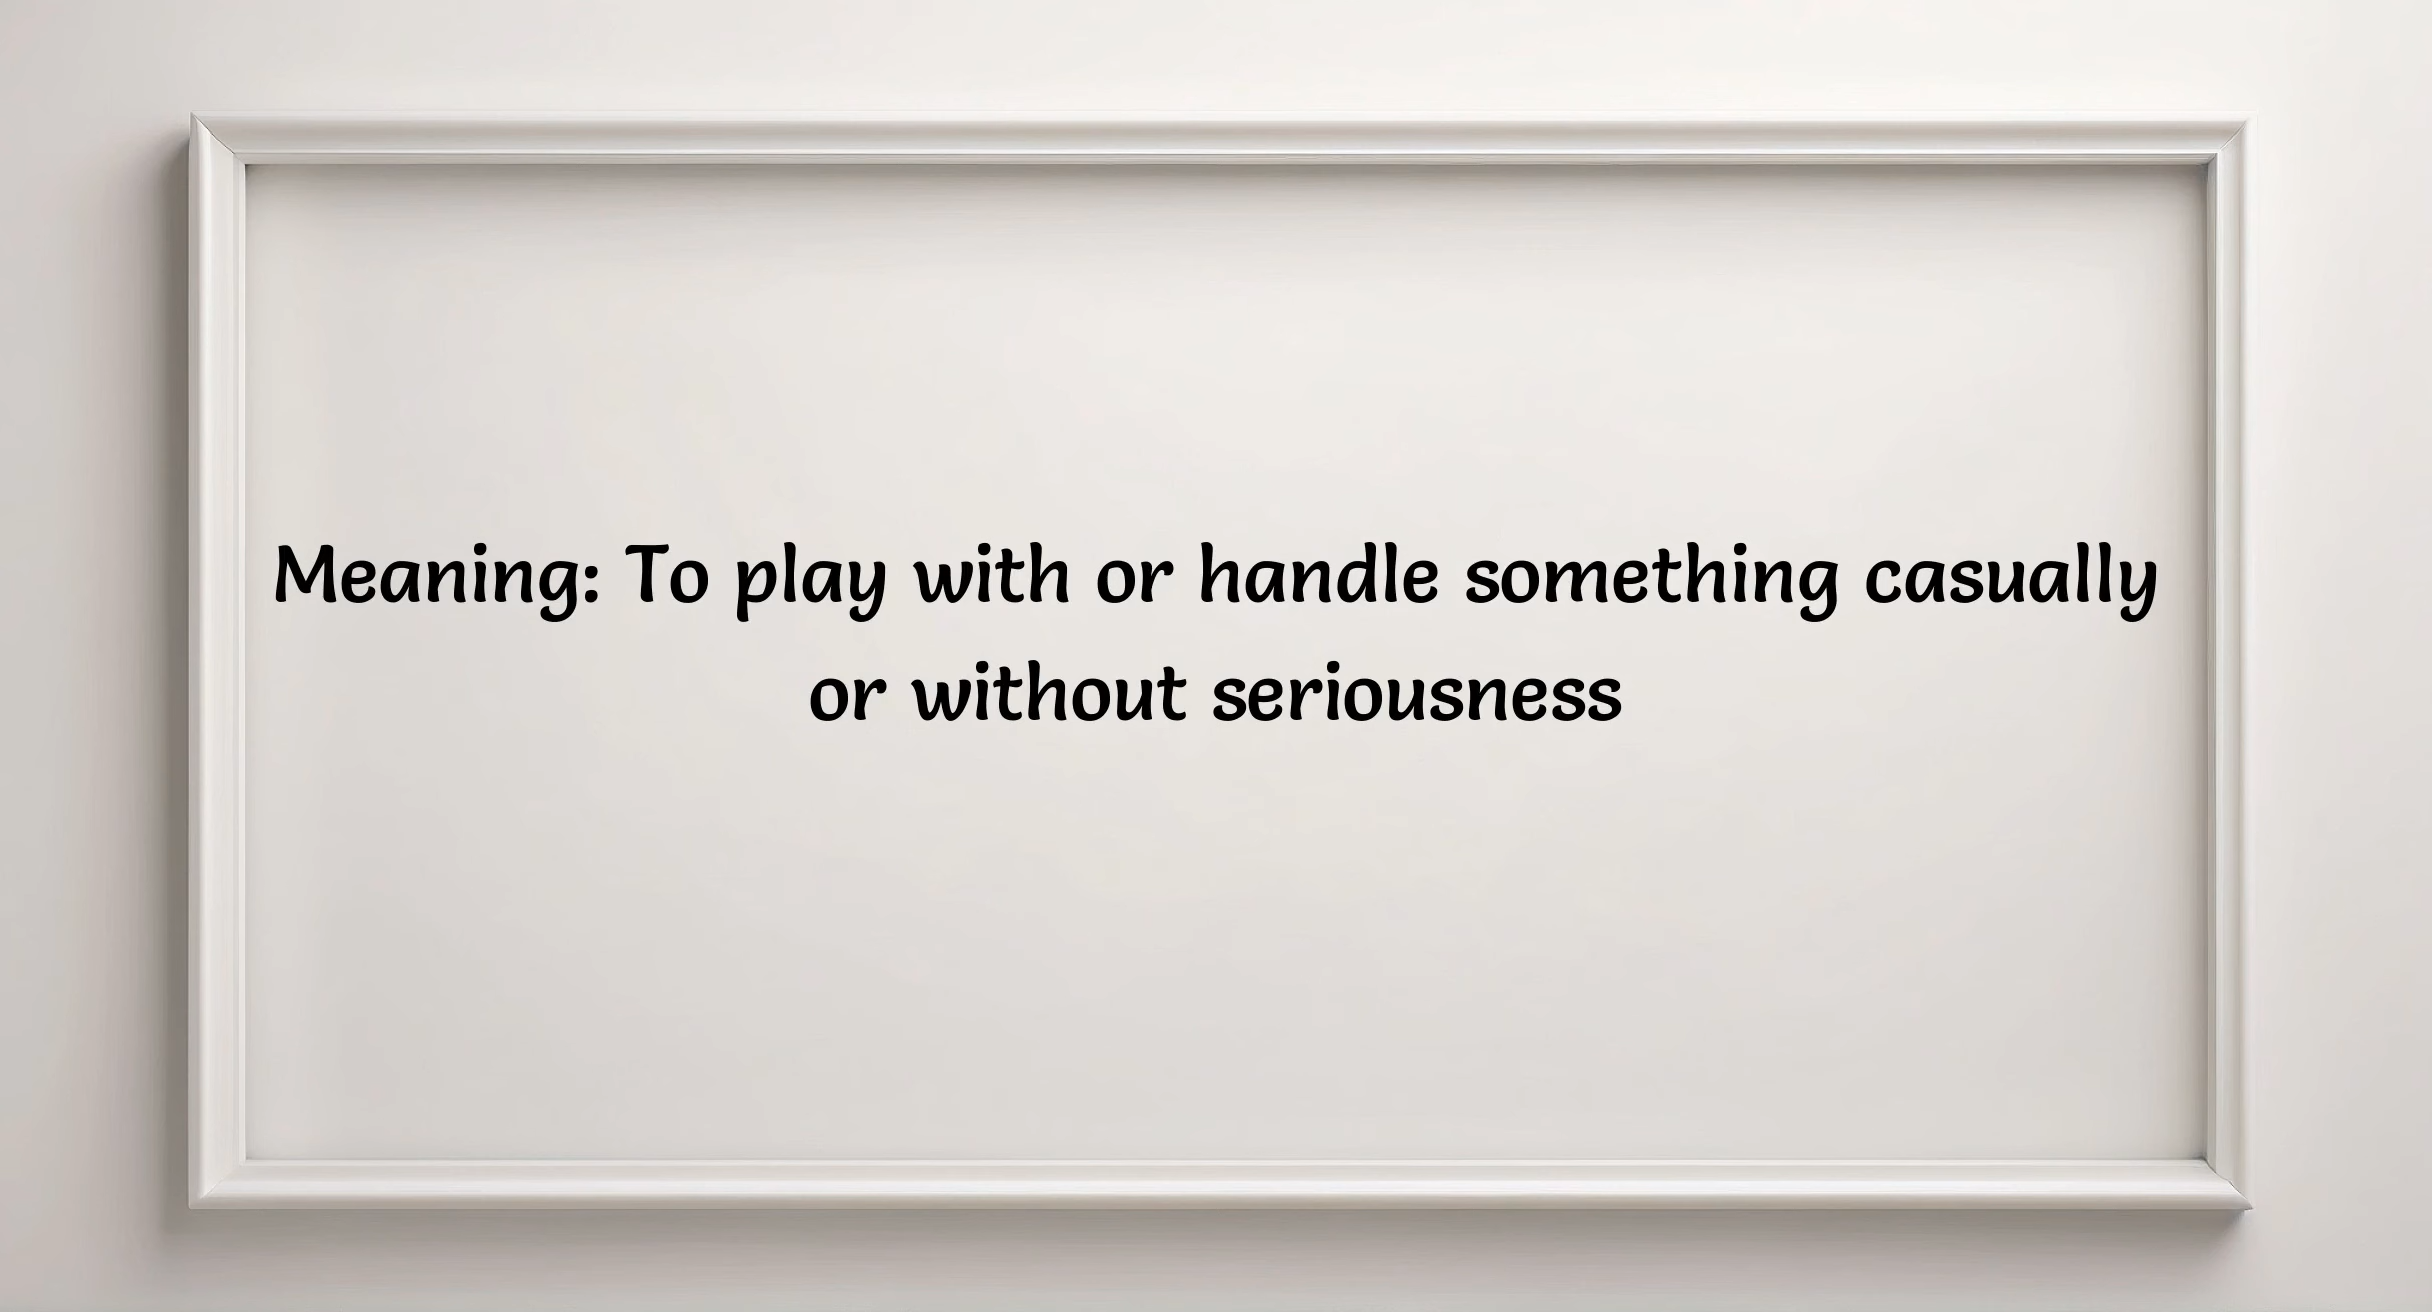 Meaning: To play with or handle something casually
or without seriousness